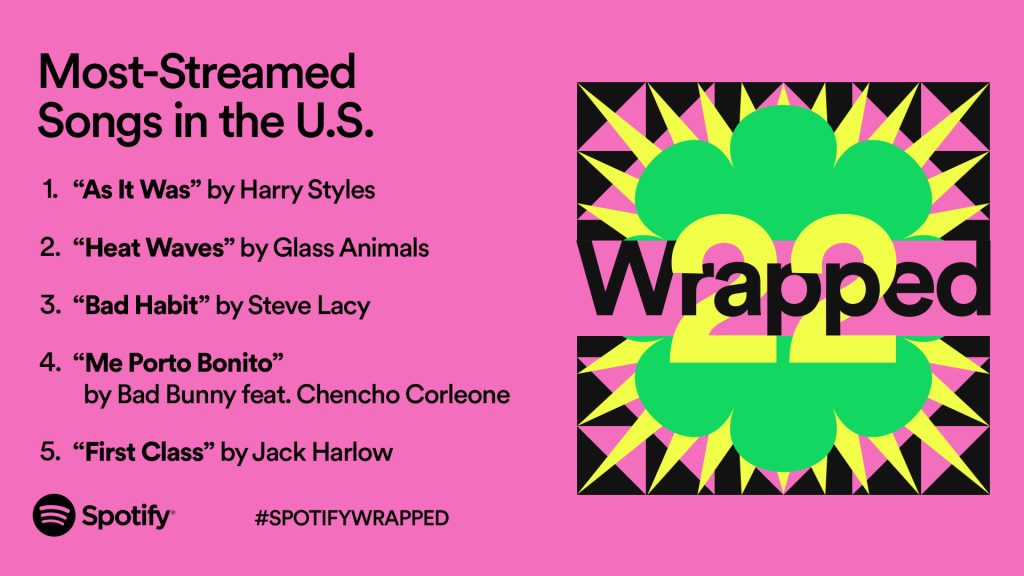 Most-Streamed
Songs in the U.S.
1. “As It Was” by Harry Styles
2. “Heat Waves” by Glass Animals
3. “Bad Habit” by Steve Lacy
4. “Me Porto Bonito”
by Bad Bunny feat. Chencho Corleone
5. “First Class” by Jack Harlow
Spotify®
#SPOTIFYWRAPPED
22
Wrapped